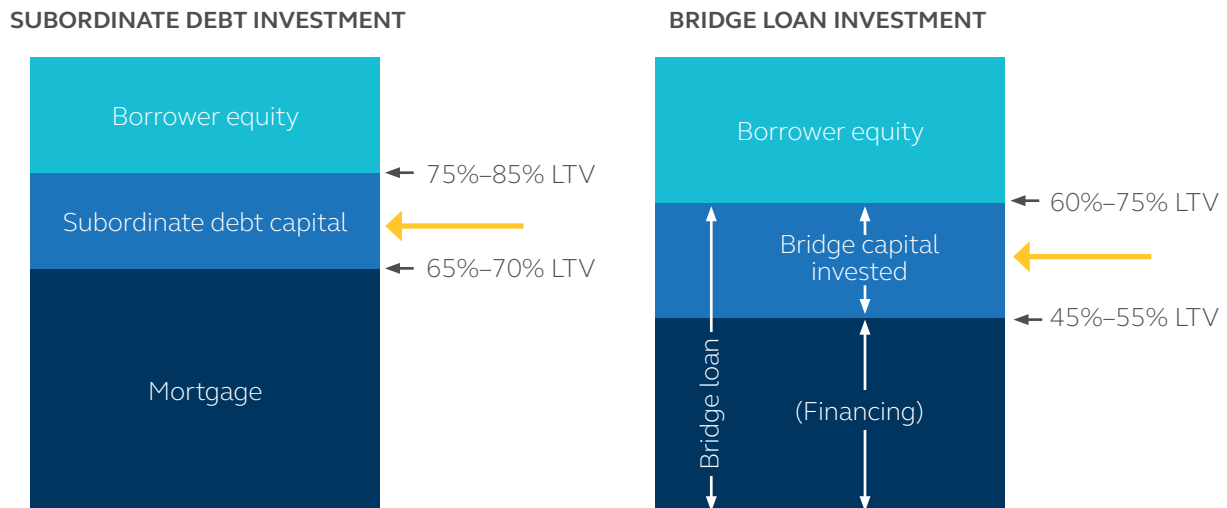 SUBORDINATE DEBT INVESTMENT
Borrower equity
75%–85% LTV
Subordinate debt capital
65%–70% LTV
Mortgage
BRIDGE LOAN INVESTMENT
Borrower equity
60%–75% LTV
Bridge capital
invested
45%–55% LTV
Bridge loan
(Financing)